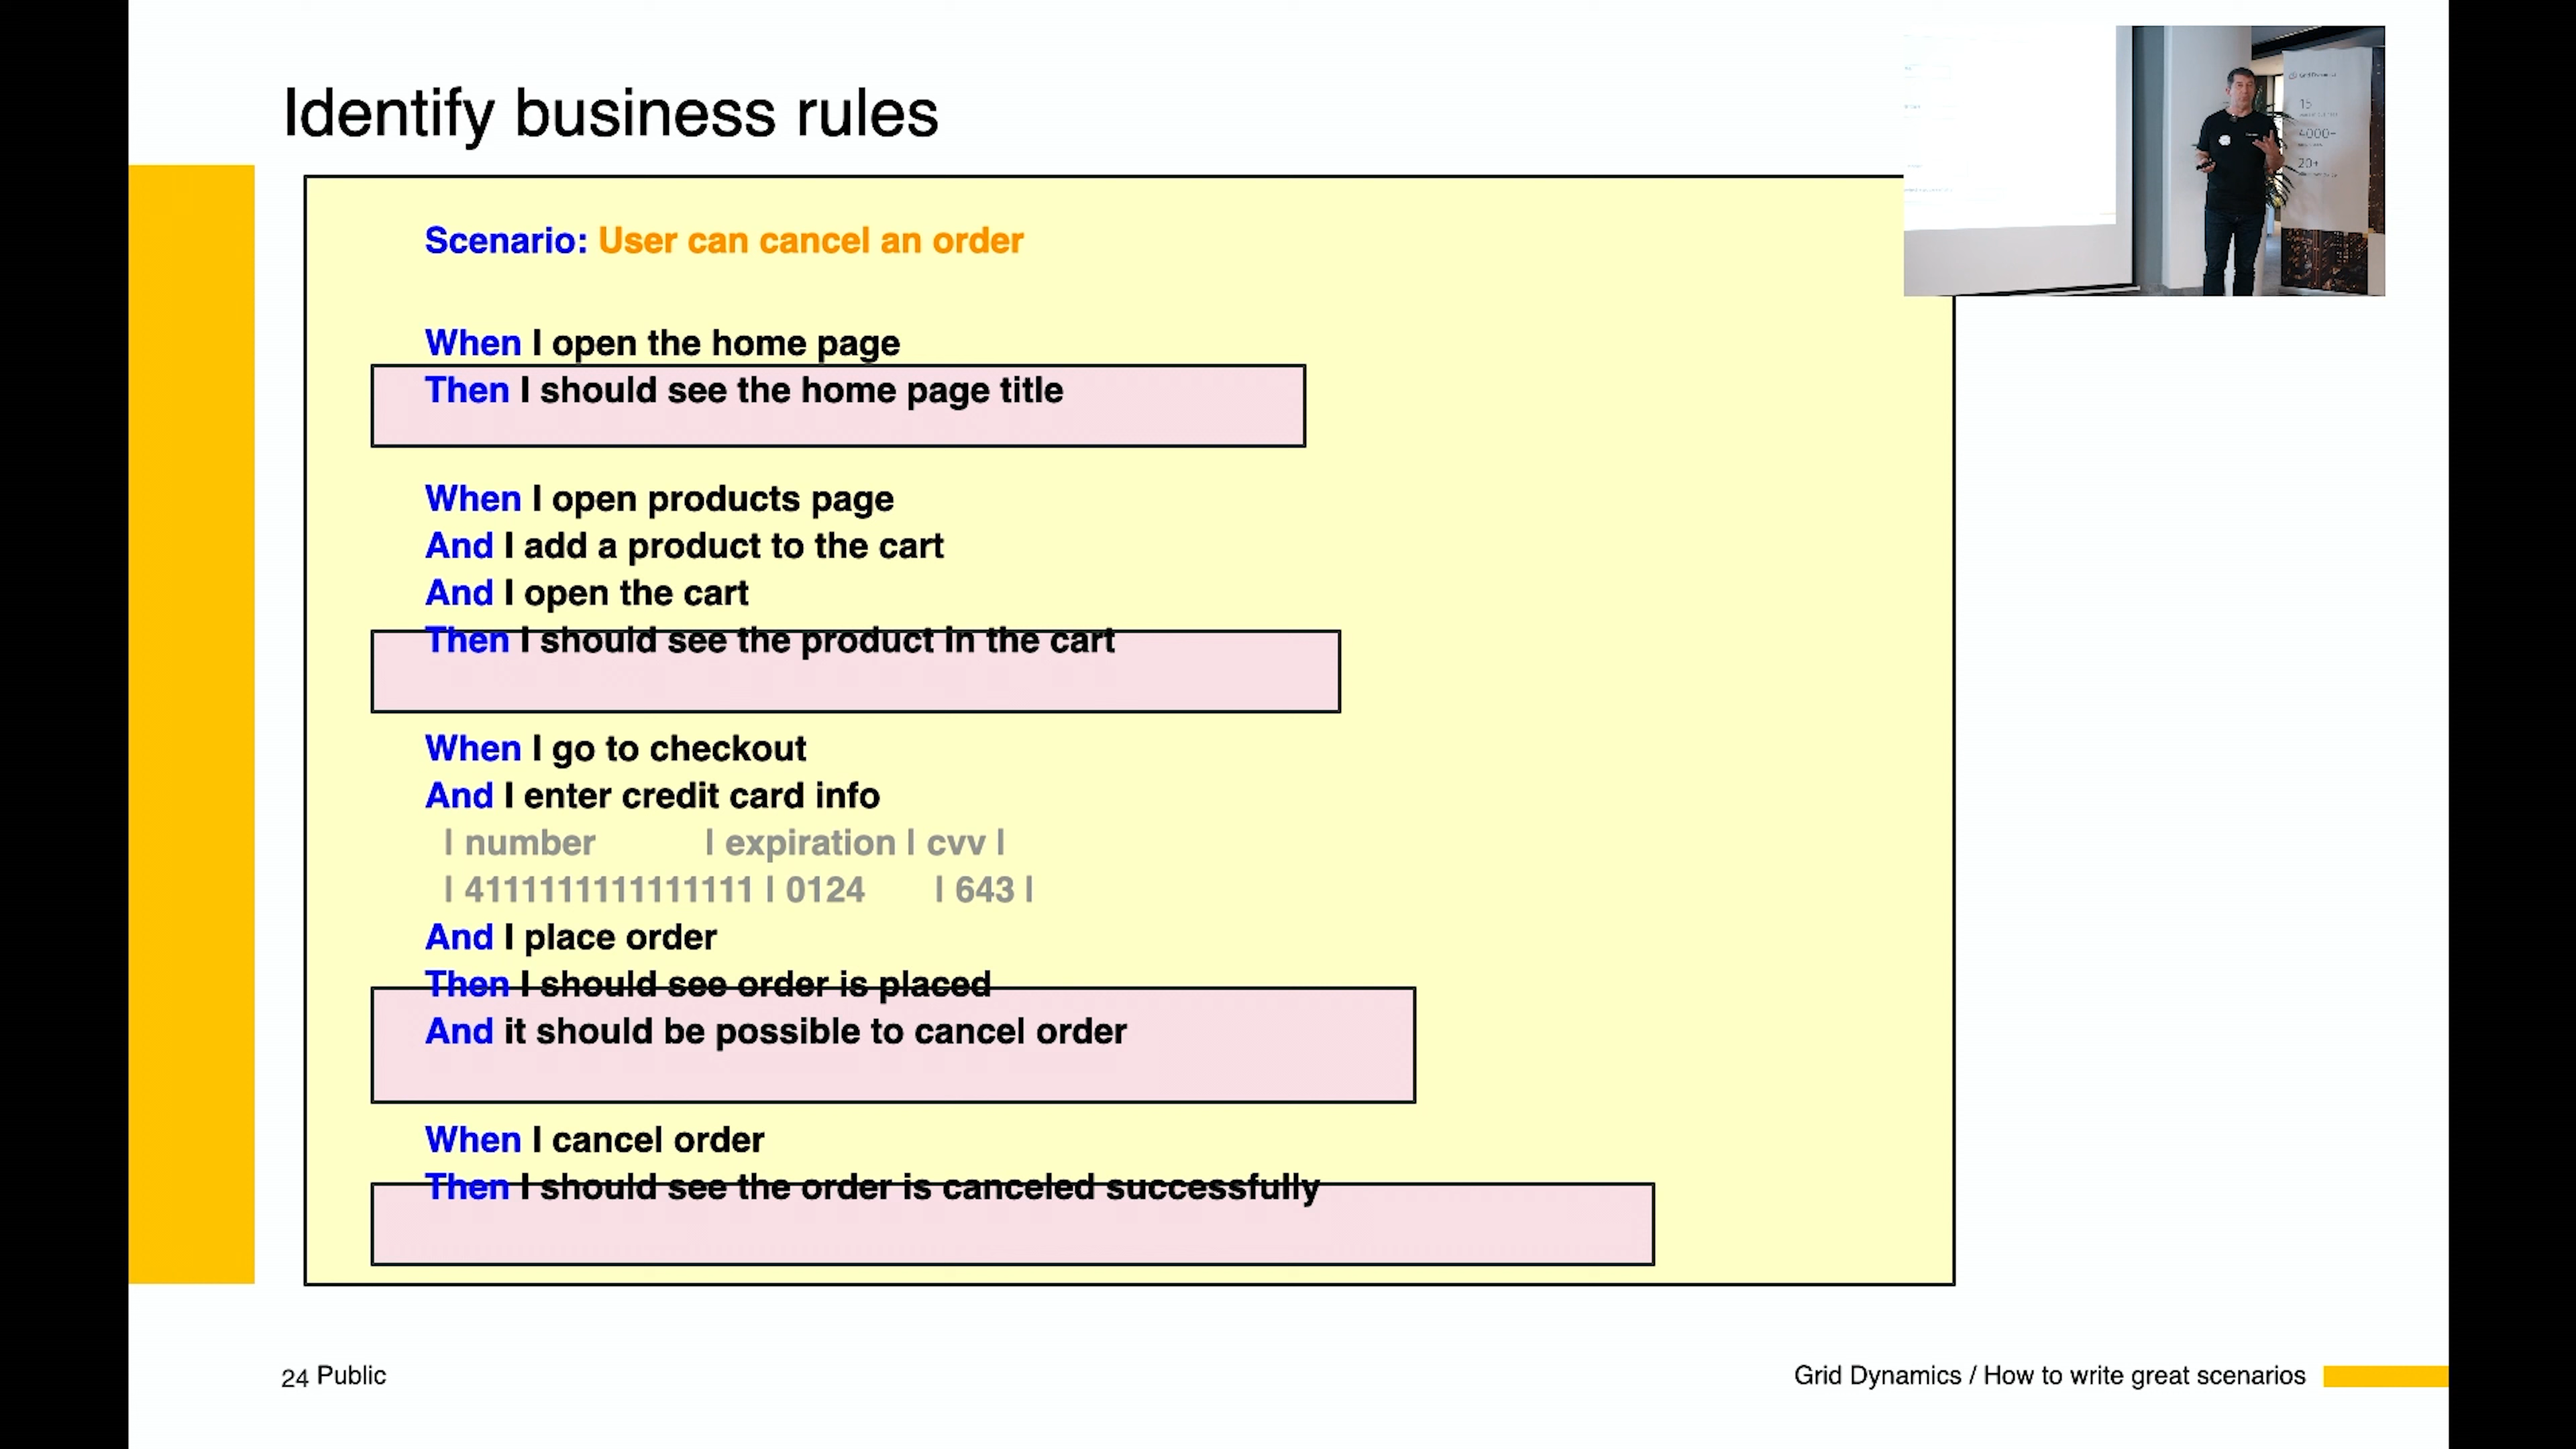 Identify business rules
Scenario: User can cancel an order
When I open the home page
Then I should see the home page title
When I open products page
And I add a product to the cart
And I open the cart
Then I should see the product in the cart
When I go to checkout
And I enter credit card info
| number | expiration | cvv |
| 4111111111111111 | 0124 | 643 |
And I place order
Then I should see order is placed
And it should be possible to cancel order
When I cancel order
Then I should see the order is canceled successfully
24 Public
Grid Dynamics / How to write great scenarios
Grid Dynamics
15
4000+
20+